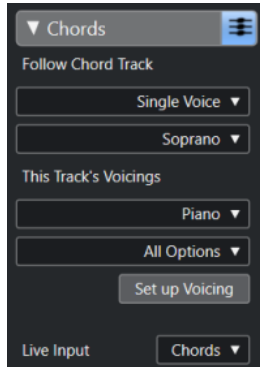 Chords
Follow Chord Track
Single Voice
Soprano
This Track's Voicings
Piano
All Options
Set up Voicing
Live Input Chords